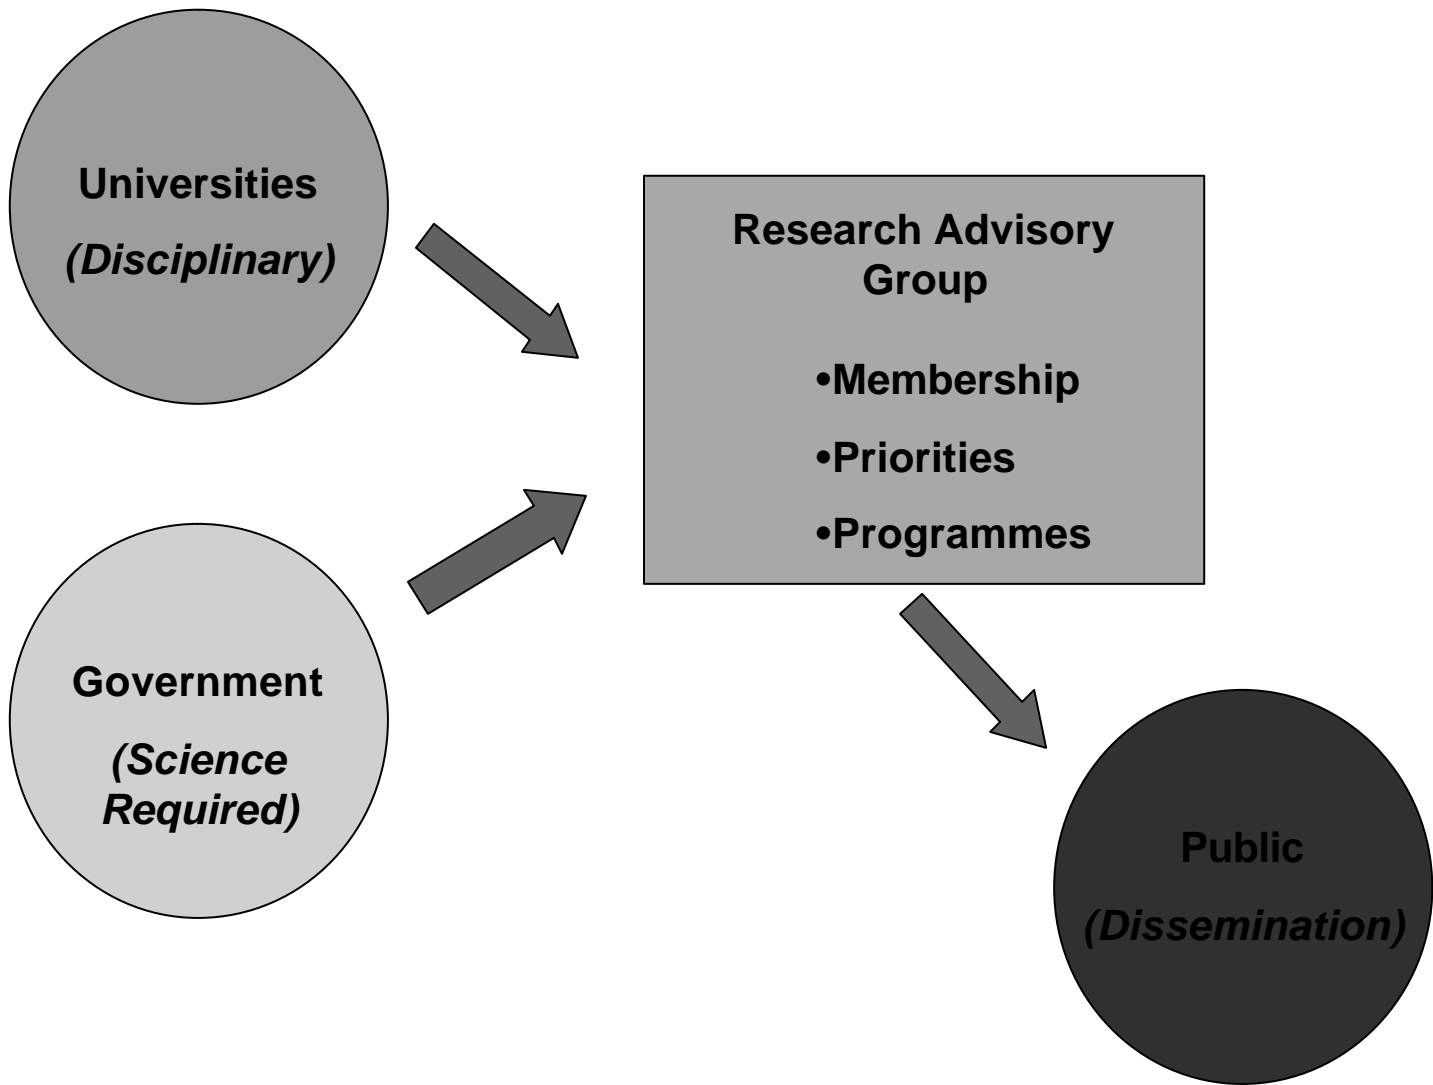 Universities
(Disciplinary)
Research Advisory
Group
•Membership
•Priorities
•Programmes
Government
(Science
Required)
Public
(Dissemination)